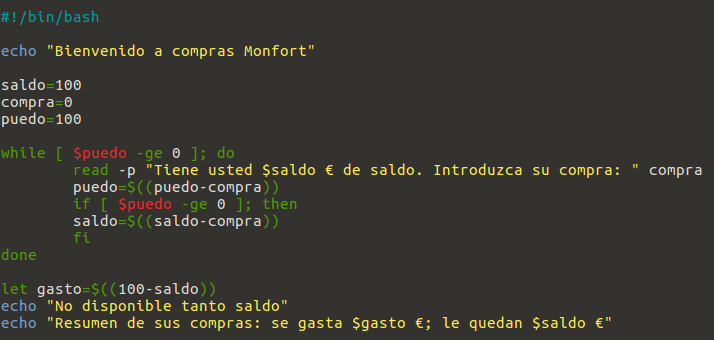 #!/bin/bash

echo "Bienvenido a compras Monfort"

saldo=100
compra=0
puedo=100

while [ $puedo -ge 0 ]; do
        read -p "Tiene usted $saldo € de saldo. Introduzca su compra: " compra
        puedo=$((puedo-compra))
        if [ $puedo -ge 0 ]; then
        saldo=$((saldo-compra))
        fi
done

let gasto=$((100-saldo))
echo "No disponible tanto saldo"
echo "Resumen de sus compras: se gasta $gasto €; le quedan $saldo €"